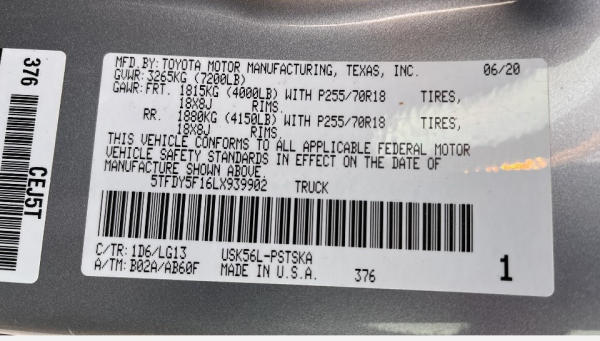 MFD.BY: TOYOTA MOTOR MANUFACTURING, TEXAS, INC. 06/20
GVWR: 3265KG (7200LB)
GAWR: FRT. 1815KG (4000LB) WITH P255/70R18 TIRES,
18X8J RIMS
RR. 1880KG (4150LB) WITH P255/70R18 TIRES,
18X8J RIMS.
THIS VEHICLE CONFORMS TO ALL APPLICABLE FEDERAL MOTOR
VEHICLE SAFETY STANDARDS IN EFFECT ON THE DATE OF
MANUFACTURE SHOWN ABOVE.
5TFDY5F16LX939902 TRUCK
C/TR: 1D6/LG13 USK56L-PSTSKA
A/TM: B02A/AB60F MADE IN U.S.A. 376 1
376 CEJ5T